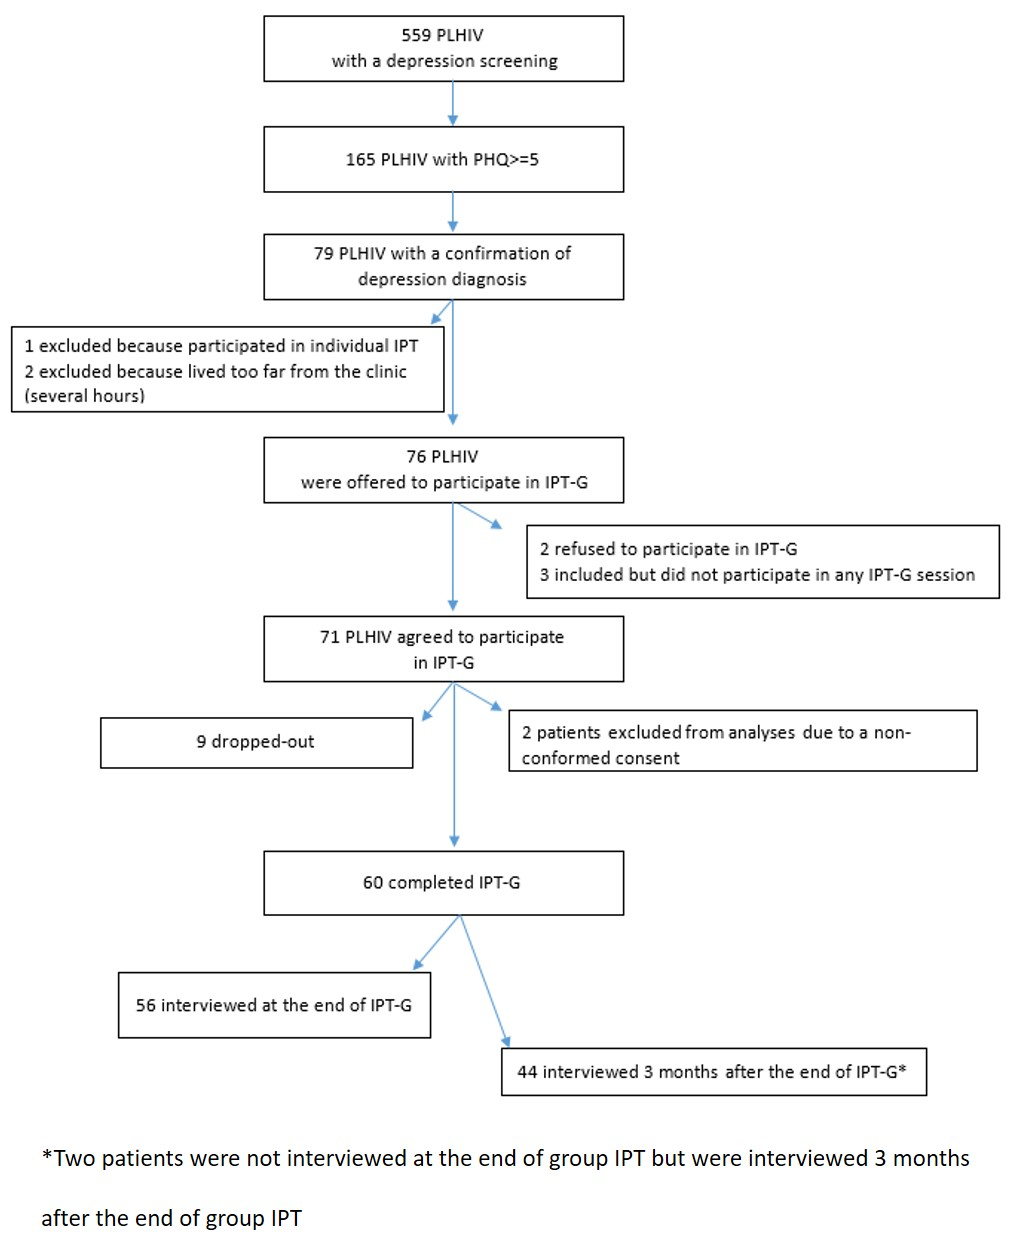 559 PLHIV
with a depression screening
165 PLHIV with PHQ>=5
79 PLHIV with a confirmation of
depression diagnosis
1 excluded because participated in individual IPT
2 excluded because lived too far from the clinic
(several hours)
76 PLHIV
were offered to participate in IPT-G
2 refused to participate in IPT-G
3 included but did not participate in any IPT-G session
71 PLHIV agreed to participate
in IPT-G
9 dropped-out
2 patients excluded from analyses due to a non-
conformed consent
60 completed IPT-G
56 interviewed at the end of IPT-G
44 interviewed 3 months after the end of IPT-G*
*Two patients were not interviewed at the end of group IPT but were interviewed 3 months
after the end of group IPT